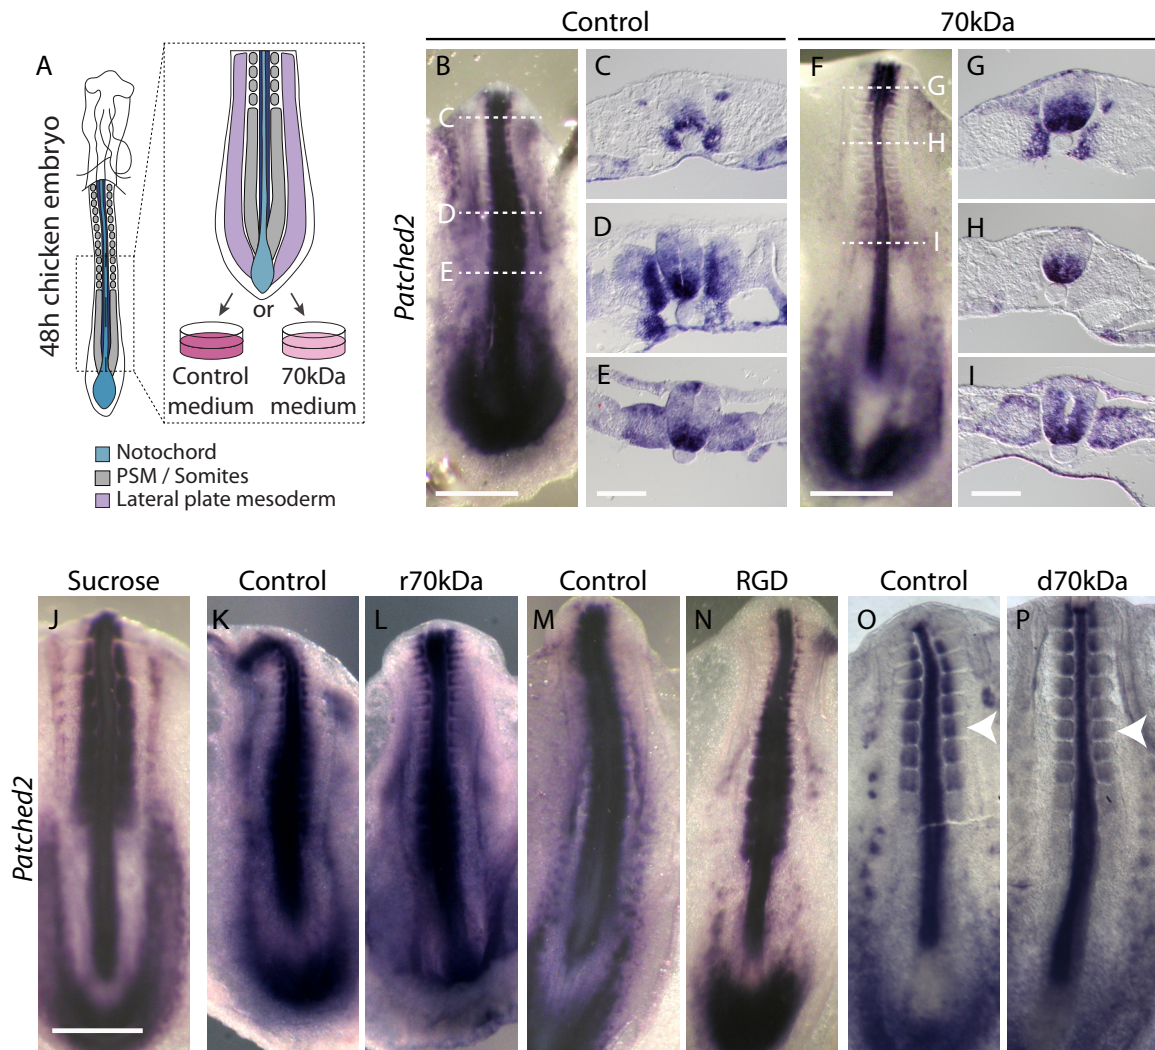 Control
70kDa
A
48h chicken embryo
or
Control
medium
70kDa
medium
Notochord
PSM / Somites
Lateral plate mesoderm
Patched2
B
C
D
E
C
D
E
F
G
H
I
G
H
I
Sucrose
Control
r70kDa
Control
RGD
Control
d70kDa
Patched2
J
K
L
M
N
O
P